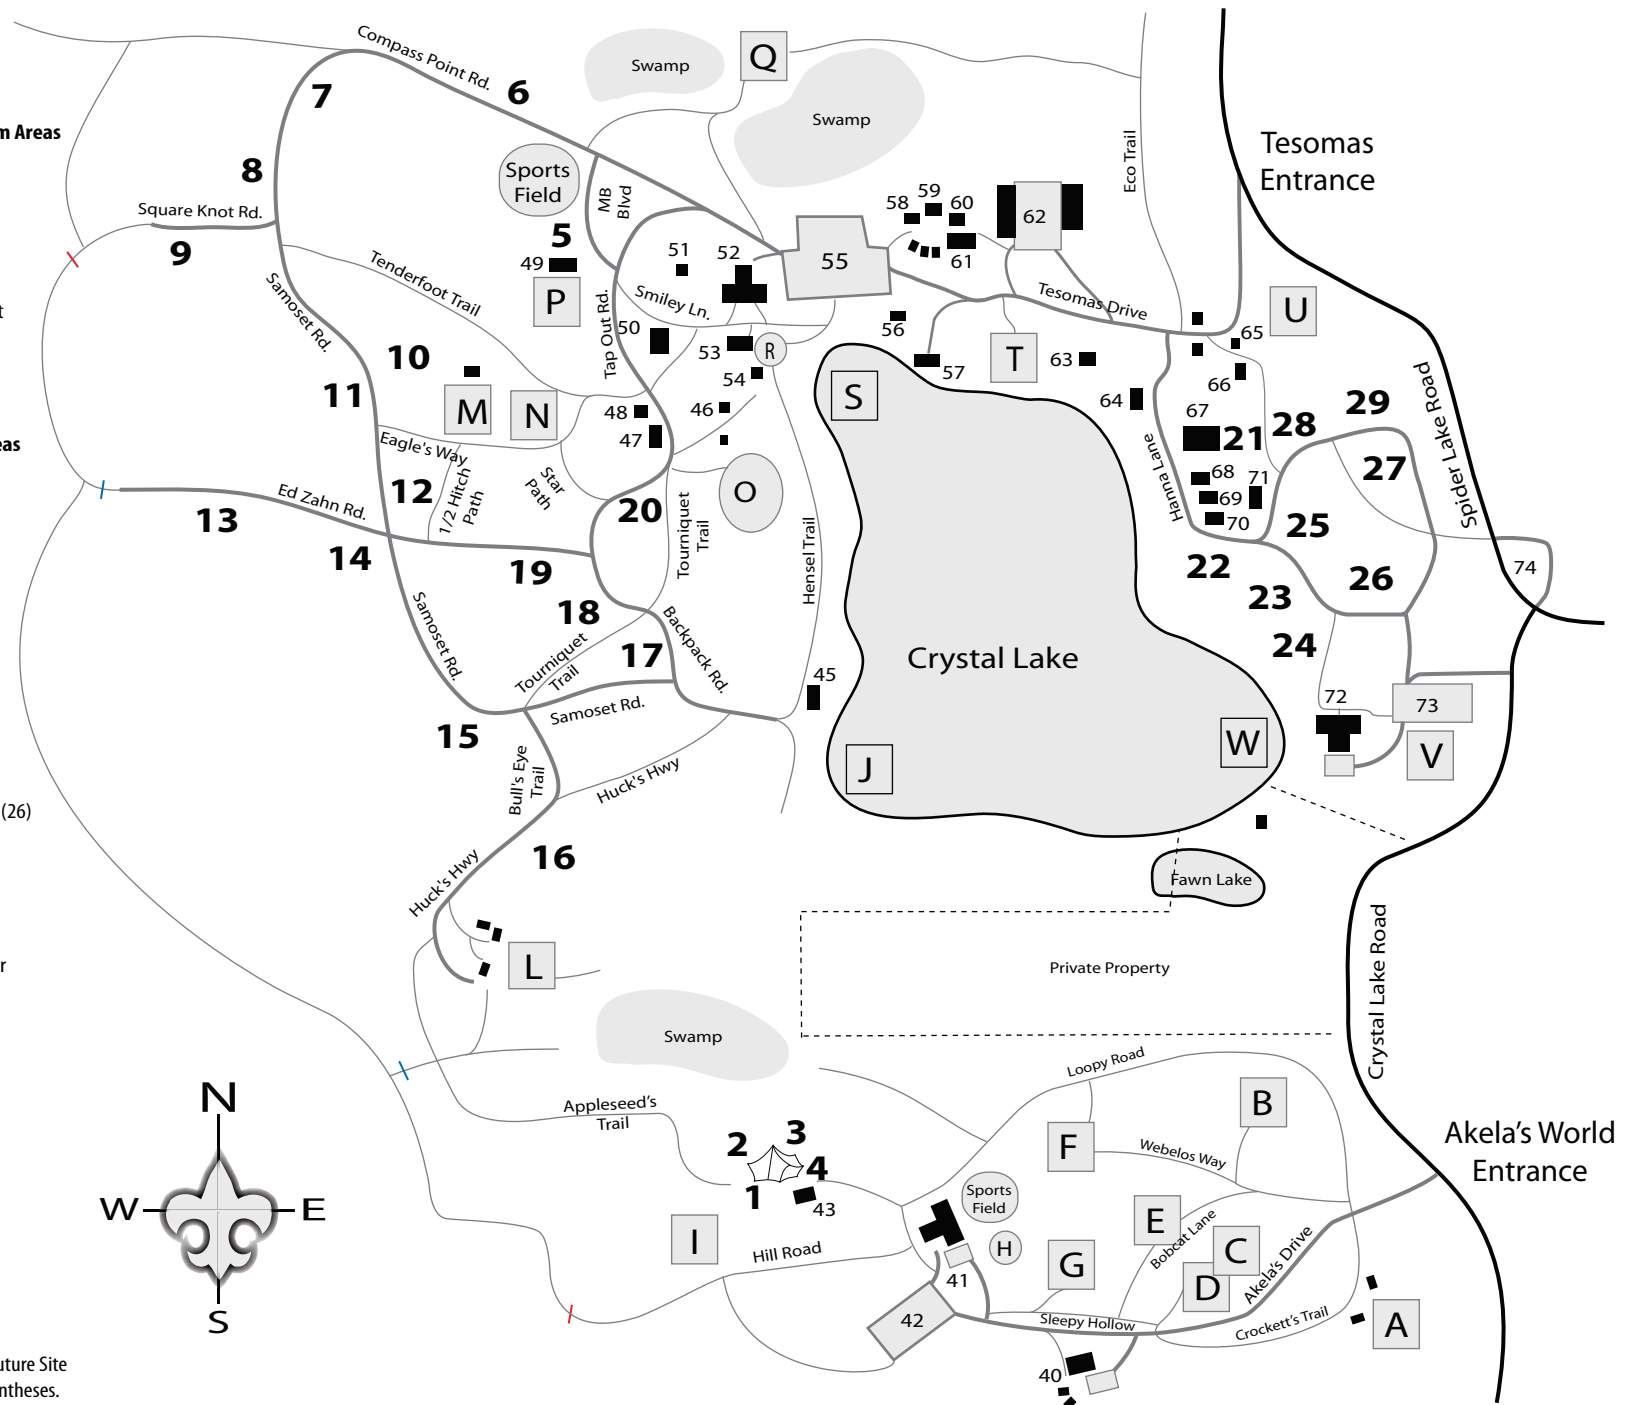 Compass Point Rd.
6
7
Swamp
Q
Swamp
m Areas
8
Sports
Field
MB
Blvd
Eco Trail
Tesomas
Entrance
Square Knot Rd.
9
5
49
P
51
52
55
58
59
60
61
62
Tenderfoot Trail
Samoset Rd.
Smiley Ln.
Tap Out Rd.
50
53
R
54
56
57
Tesomas Drive
T
63
64
U
65
66
t
10
11
M
N
48
47
46
S
67
21
28
29
27
Spider Lake Road
eas
Eagle's Way
12
1/2 Hitch
Path
Star
Path
20
O
Tourniquet
Trail
Hensel Trail
Hanna Lane
68
69
70
71
25
Ed Zahn Rd.
13
14
19
18
22
23
26
74
Samoset Rd.
Tourniquet
Trail
17
Backpack Rd.
Crystal Lake
24
15
Samoset Rd.
45
72
73
Bull's Eye
Trail
Huck's Hwy
J
W
V
(26)
16
Huck's Hwy
Fawn Lake
L
r
Private Property
Crystal Lake Road
Swamp
Loopy Road
N
W
E
S
Appleseed's
Trail
2
3
4
1
43
B
F
Webelos Way
Akela's World
Entrance
Sports
Field
E
Bobcat Lane
I
Hill Road
H
G
C
D
Akela's Drive
41
42
Sleepy Hollow
Crockett's Trail
A
40
uture Site
ntheses.